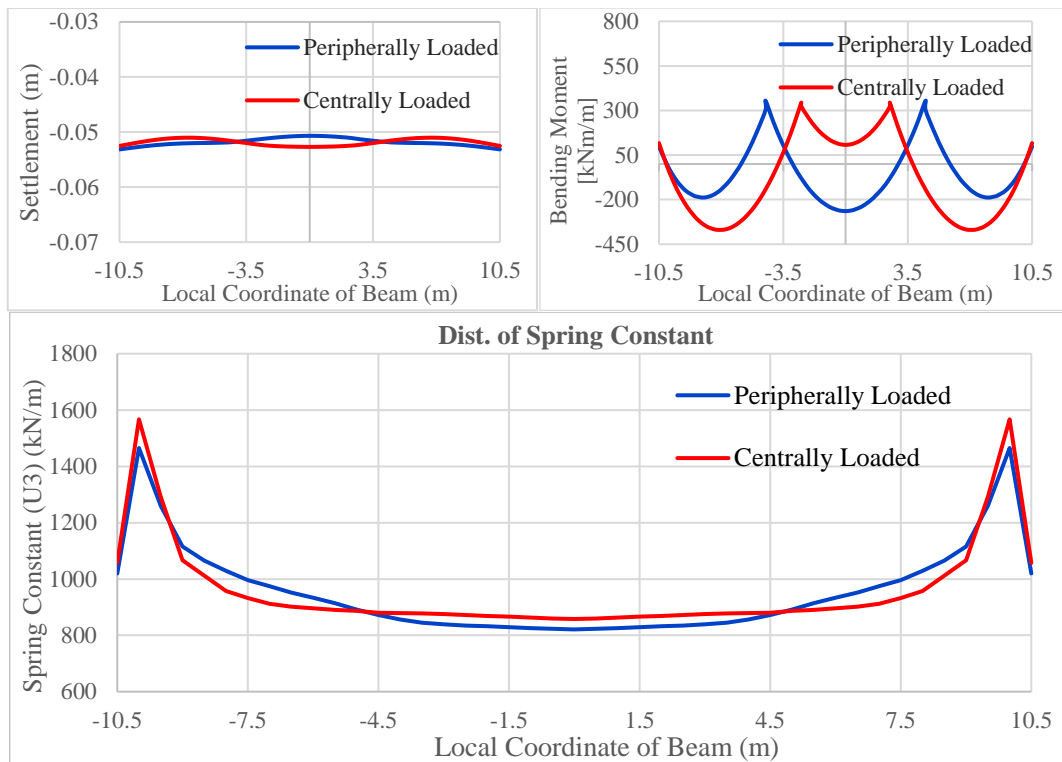 -0.03
-0.04
-0.05
-0.06
-0.07
Settlement (m)
Peripherally Loaded
Centrally Loaded
-10.5 -3.5 3.5 10.5
Local Coordinate of Beam (m)
800
550
300
50
-200
-450
Bending Moment
[kNm/m]
Peripherally Loaded
Centrally Loaded
-10.5 -3.5 3.5 10.5
Local Coordinate of Beam (m)
Dist. of Spring Constant
1800
1600
1400
1200
1000
800
600
Spring Constant (U3) (kN/m)
Peripherally Loaded
Centrally Loaded
-10.5 -7.5 -4.5 -1.5 1.5 4.5 7.5 10.5
Local Coordinate of Beam (m)